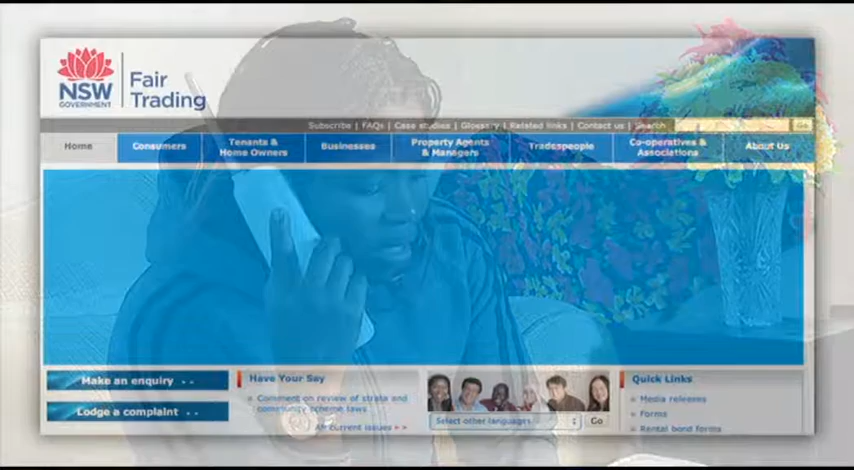 NSW
GOVERNMENT
Fair
Trading
Subscribe | FAQs | Case studies | Glossary | Related links | Contact us | Search Go
Home
Consumers
Tenants &
Home Owners
Businesses
Property Agents
& Managers
Tradespeople
Co-operatives &
Associations
About Us
Make an enquiry
Lodge a complaint
Have Your Say
Comment on review of strata and
community scheme laws
All current issues
Select other languages Go
Quick Links
Media releases
Forms
Rental bond forms